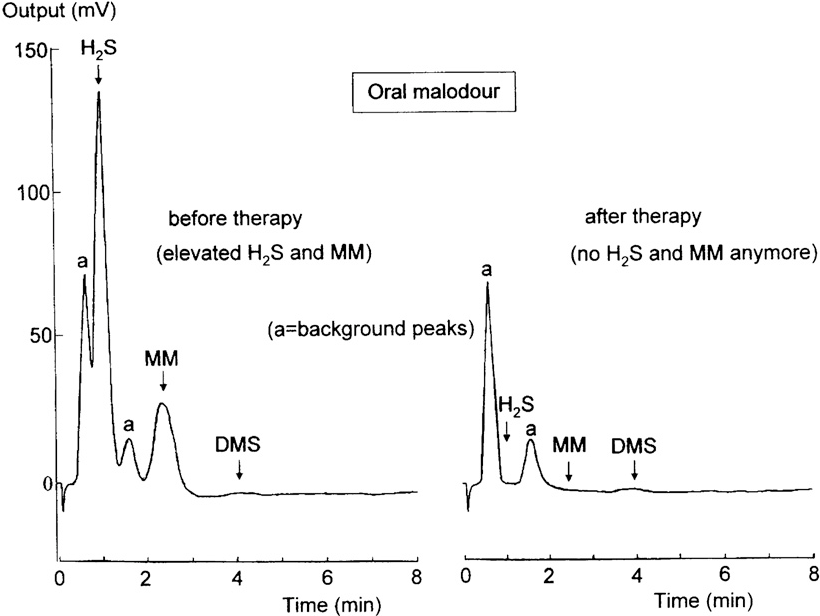 Output (mV)
150
100
50
0
H₂S
a
a
MM
DMS
before therapy
(elevated H₂S and MM)
0 2 4 6 8
Time (min)
Oral malodour
(a=background peaks)
after therapy
(no H₂S and MM anymore)
a
H₂S
a
MM
DMS
0 2 4 6 8
Time (min)